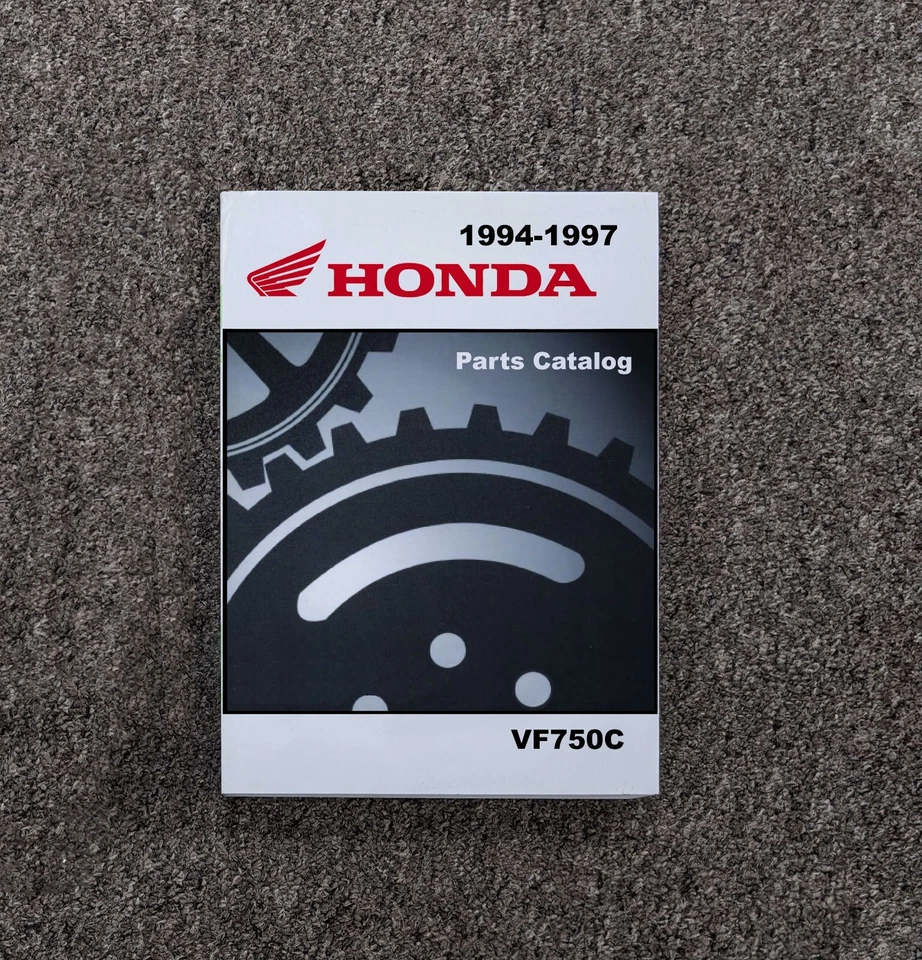 1994-1997
HONDA
Parts Catalog
VF750C